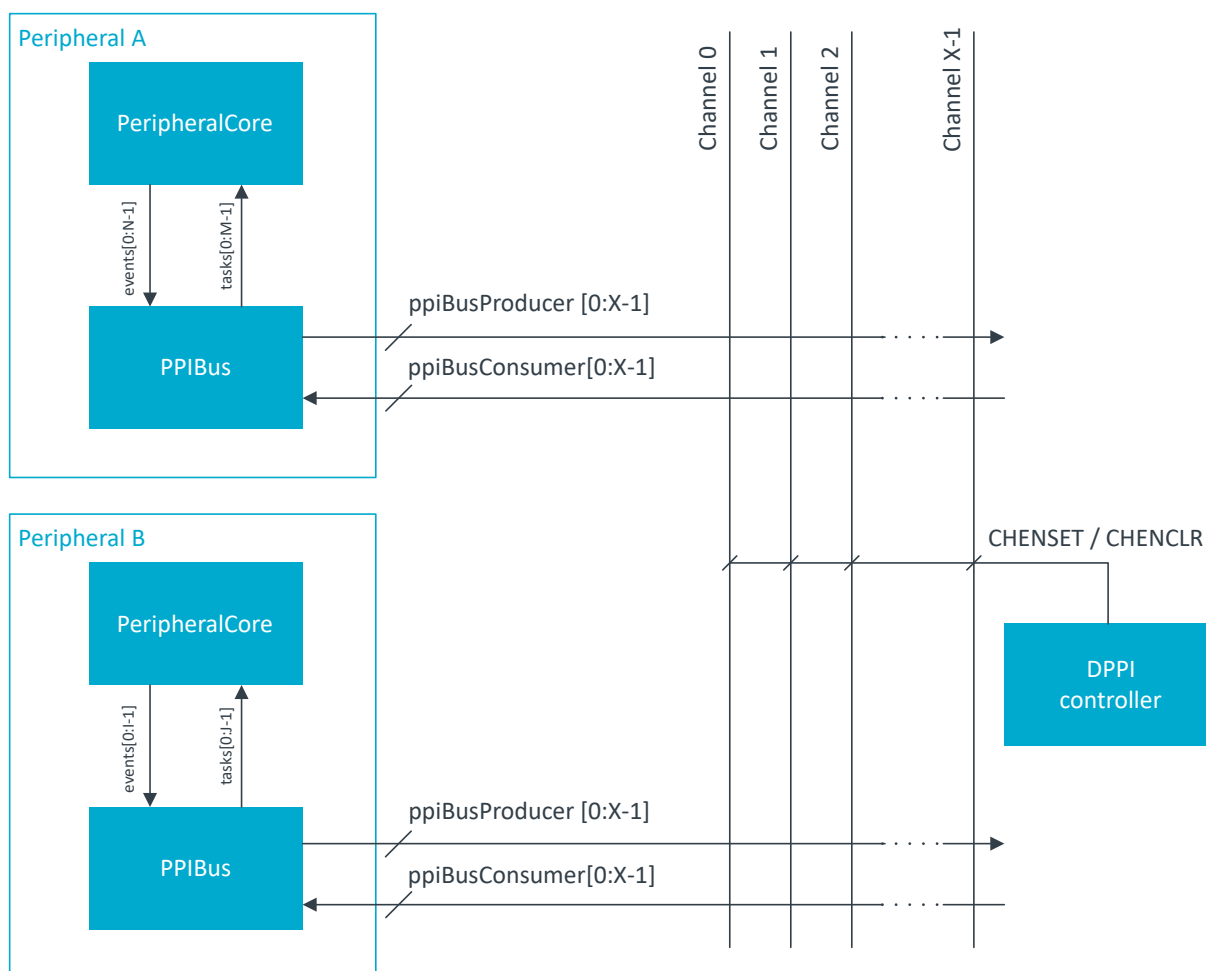 Peripheral A
PeripheralCore
events[0:N-1]
tasks[0:M-1]
PPIBus
ppiBusProducer [0:X-1]
ppiBusConsumer[0:X-1]
Channel 0
Channel 1
Channel 2
Channel X-1
Peripheral B
PeripheralCore
events[0:I-1]
tasks[0:J-1]
PPIBus
ppiBusProducer [0:X-1]
ppiBusConsumer[0:X-1]
CHENSET / CHENCLR
DPPI
controller